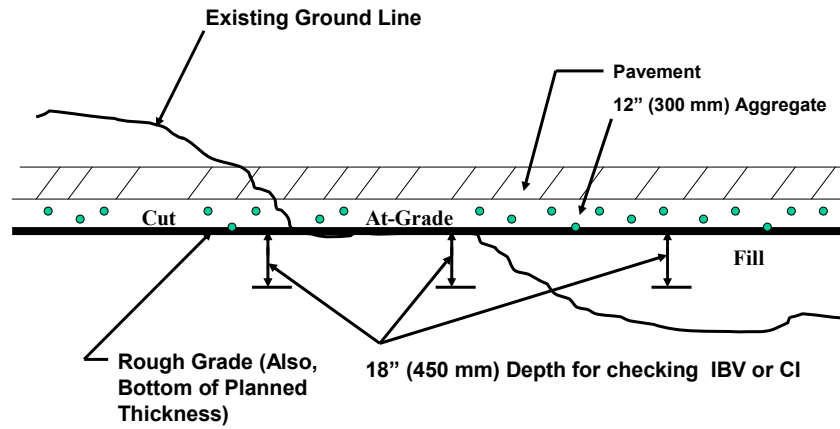 Existing Ground Line
Pavement
12” (300 mm) Aggregate
Cut
At-Grade
Fill
Rough Grade (Also,
Bottom of Planned
Thickness)
18” (450 mm) Depth for checking IBV or CI